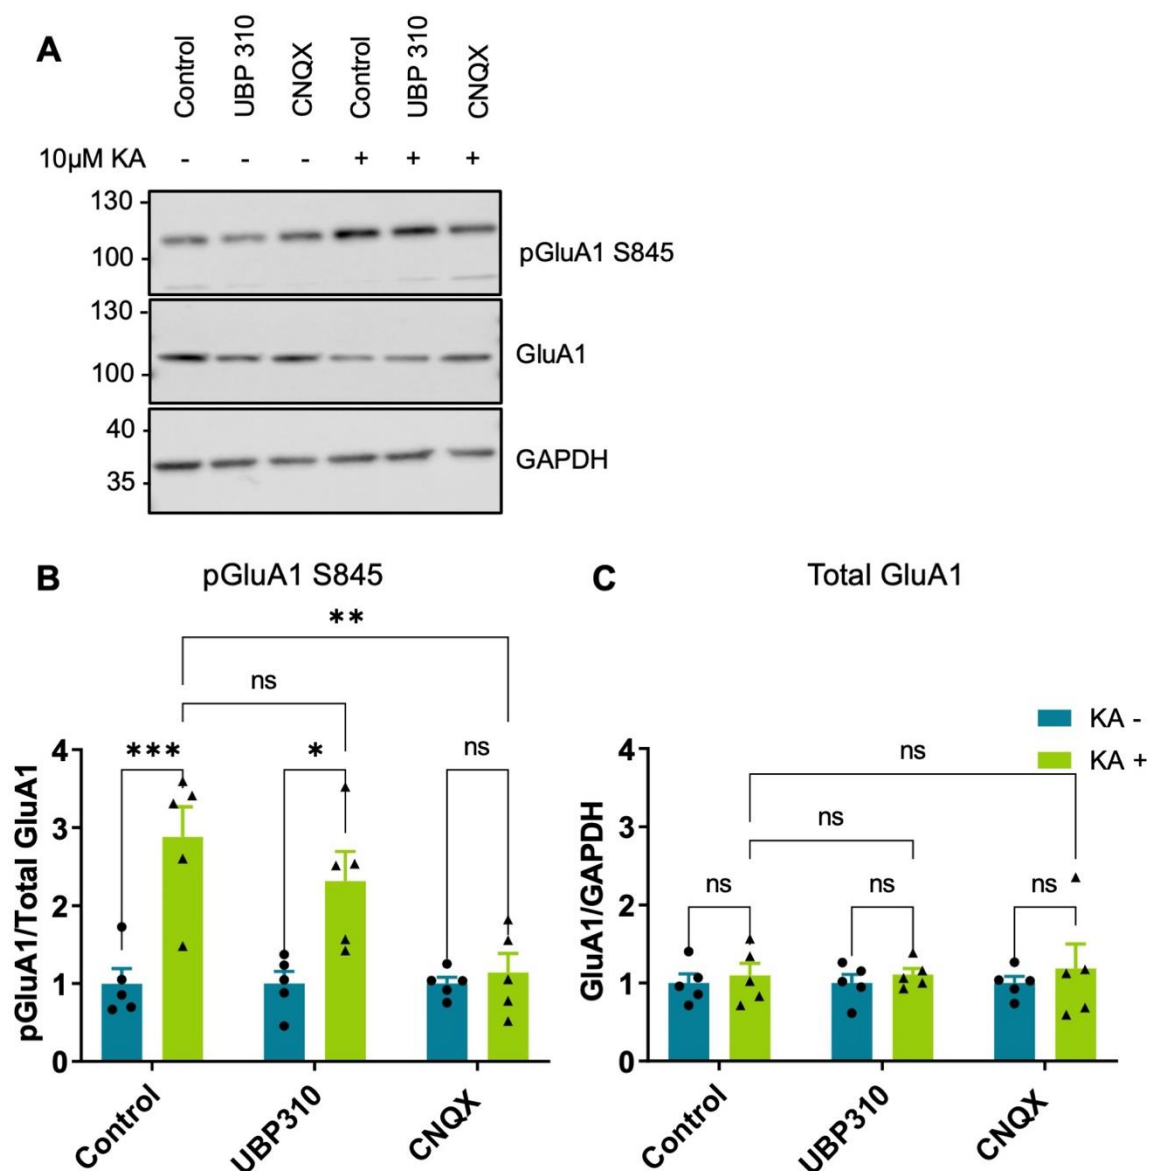 A
Control
UBP 310
CNQX
Control
UBP 310
CNQX
10µM KA - - - + + +
130
100
pGluA1 S845
130
100
GluA1
40
35
GAPDH
B
pGluA1 S845
**
ns
***
*
ns
pGluA1/Total GluA1
4
3
2
1
0
Control
UBP310
CNQX
C
Total GluA1
KA -
KA +
ns
ns
ns
ns
ns
GluA1/GAPDH
4
3
2
1
0
Control
UBP310
CNQX